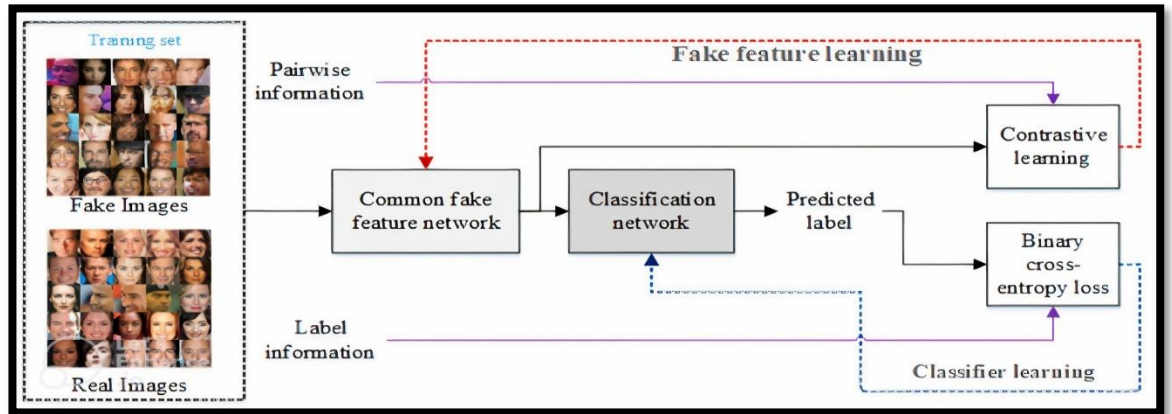 Training set
Fake Images
Real Images
Pairwise
information
Label
information
Common fake
feature network
Classification
network
Predicted
label
Fake feature learning
Contrastive
learning
Binary
cross-
entropy loss
Classifier learning